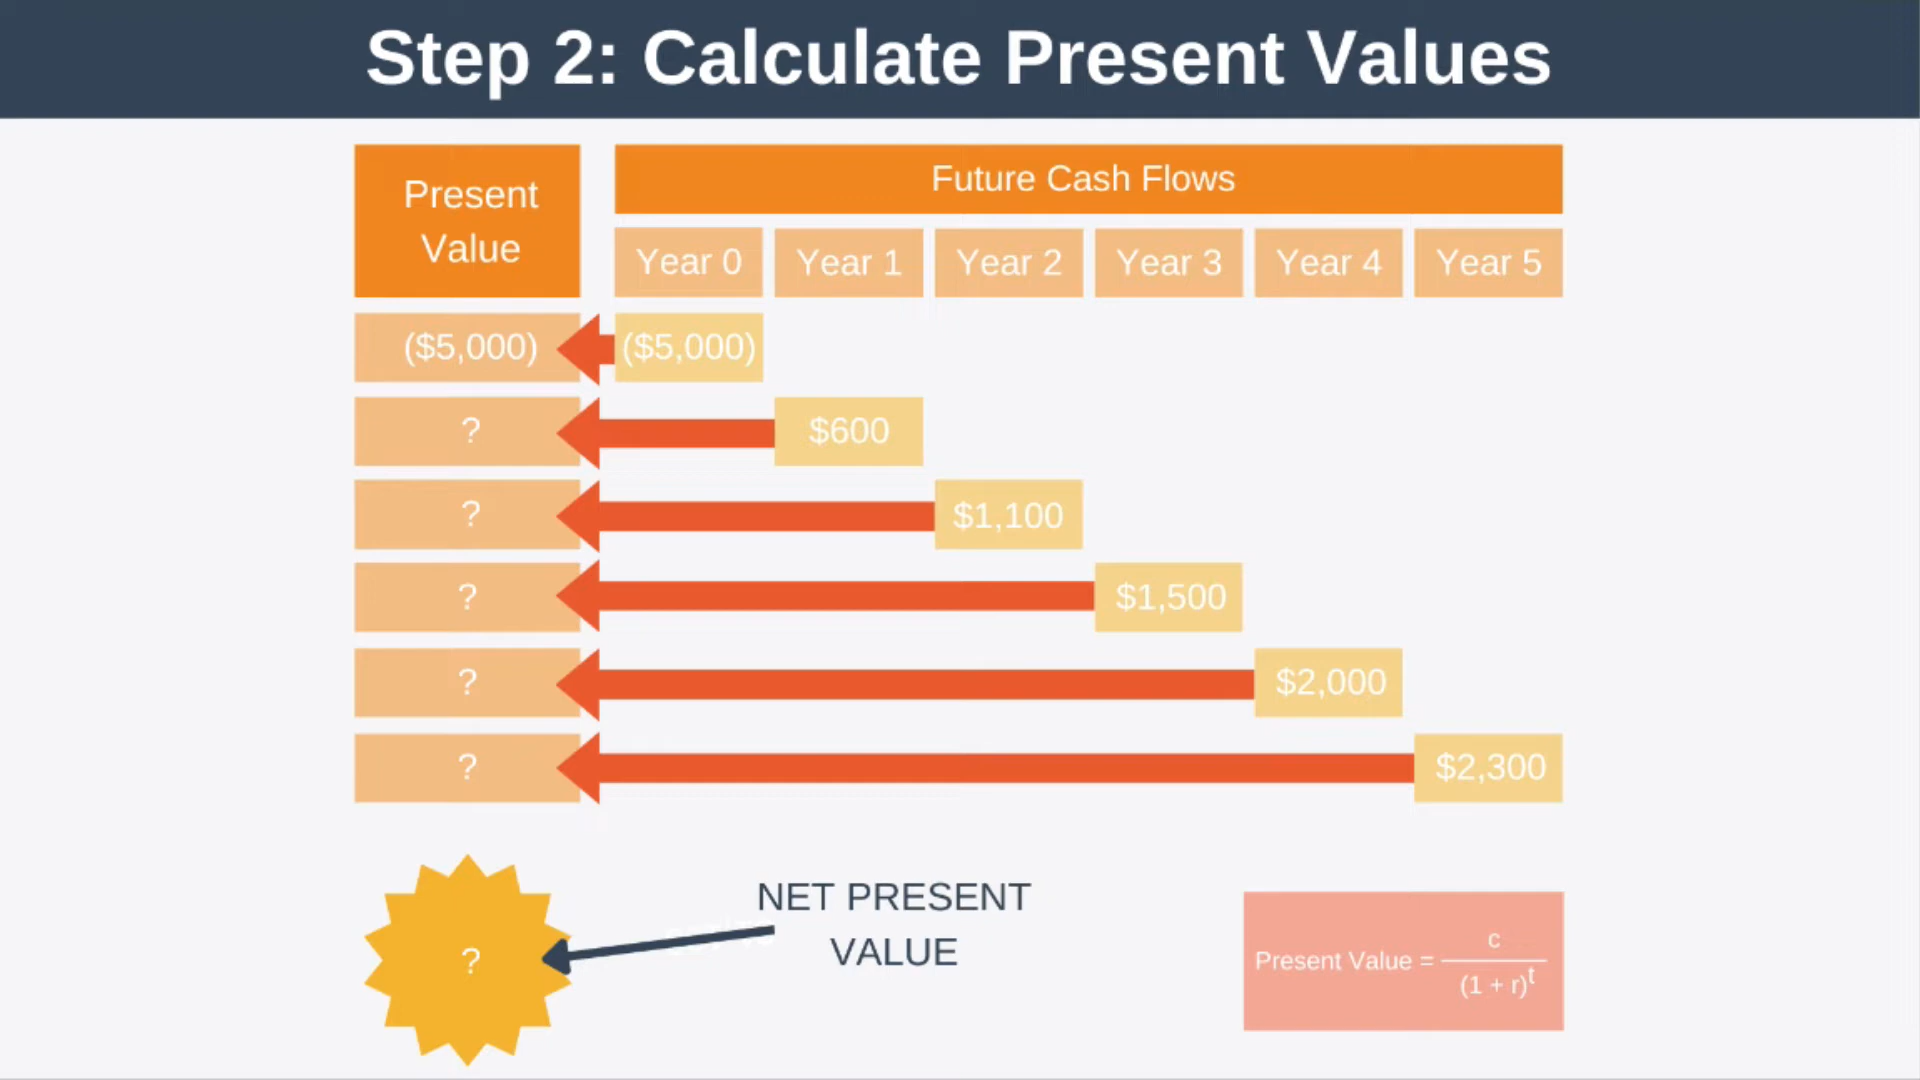 Step 2: Calculate Present Values
Present
Value
Future Cash Flows
Year 0 Year 1 Year 2 Year 3 Year 4 Year 5
($5,000) ($5,000)
? $600
? $1,100
? $1,500
? $2,000
? $2,300
?
NET PRESENT
VALUE
Present Value = c
(1 + r)^t